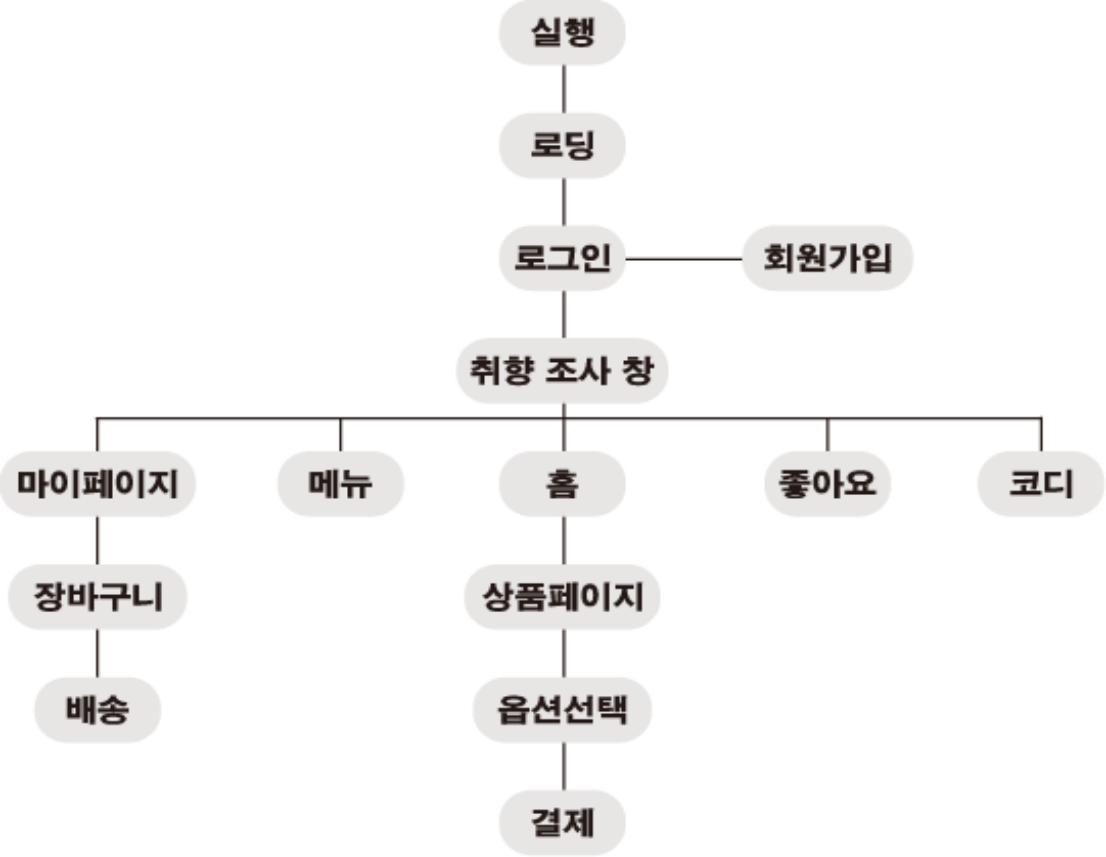 실행
로딩
로그인
회원가입
취향 조사 창
마이페이지
메뉴
홈
좋아요
코디
장바구니
상품페이지
배송
옵션선택
결제